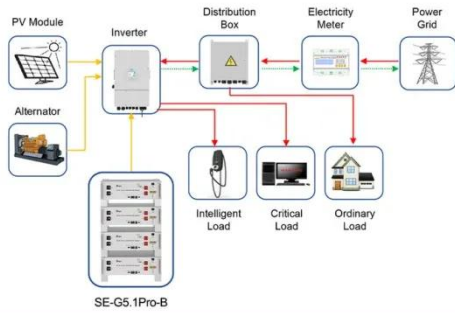 PV Module
Inverter
Distribution
Box
Electricity
Meter
Power
Grid
Alternator
Intelligent
Load
Critical
Load
Ordinary
Load
SE-G5.1Pro-B